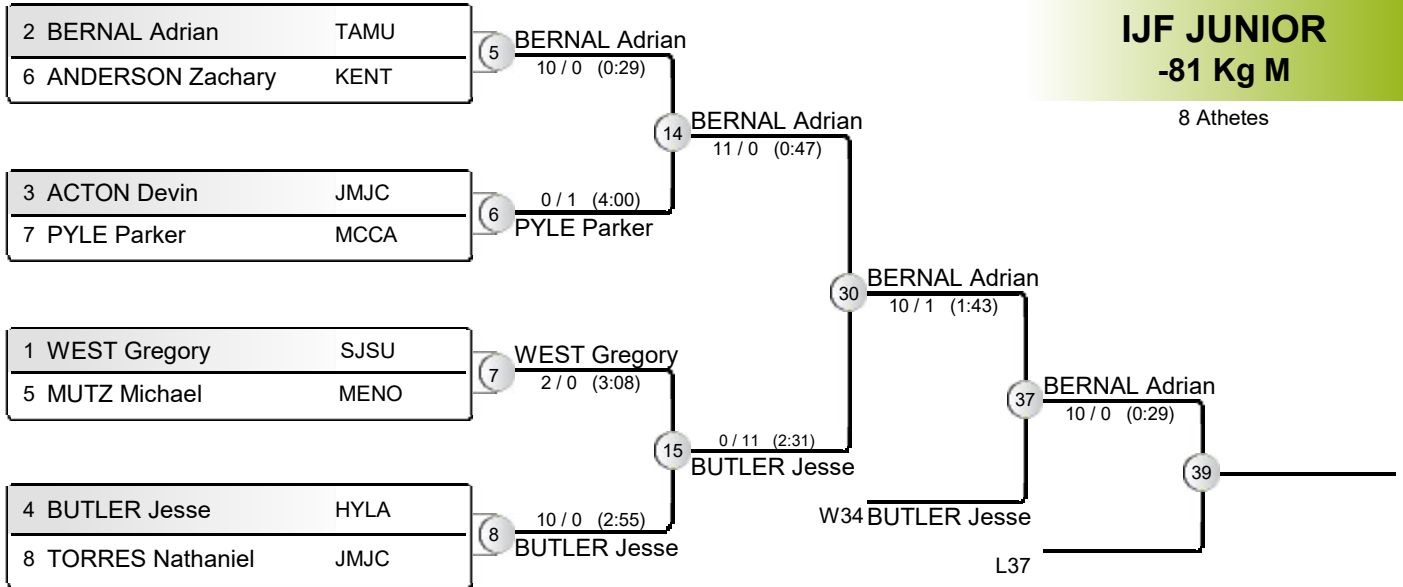 IJF JUNIOR
-81 Kg M
8 Athetes
2 BERNAL Adrian TAMU
6 ANDERSON Zachary KENT
5
BERNAL Adrian
10 / 0 (0:29)
14
BERNAL Adrian
11 / 0 (0:47)
3 ACTON Devin JMJC
7 PYLE Parker MCCA
6
0 / 1 (4:00)
PYLE Parker
30
BERNAL Adrian
10 / 1 (1:43)
1 WEST Gregory SJSU
5 MUTZ Michael MENO
7
WEST Gregory
2 / 0 (3:08)
37
BERNAL Adrian
10 / 0 (0:29)
15
0 / 11 (2:31)
BUTLER Jesse
39
4 BUTLER Jesse HYLA
8 TORRES Nathaniel JMJC
8
10 / 0 (2:55)
BUTLER Jesse
W34 BUTLER Jesse
L37